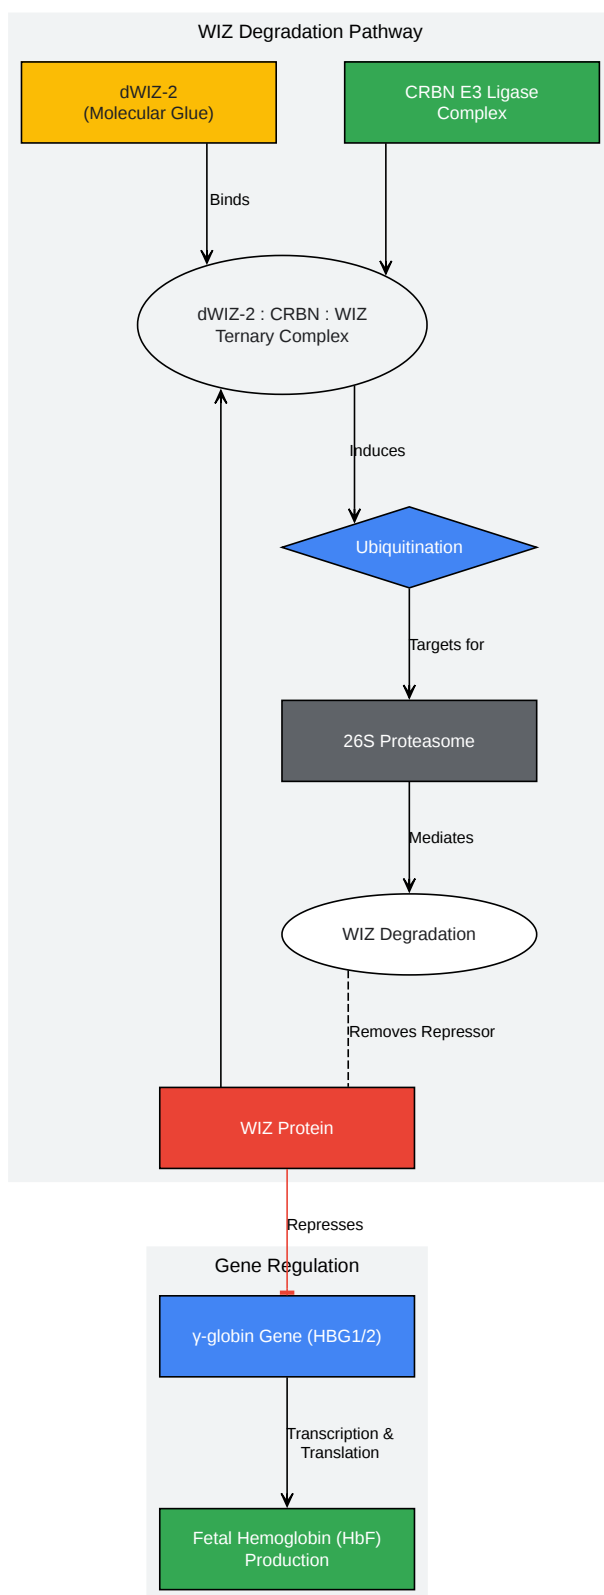 WIZ Degradation Pathway
dWIZ-2
(Molecular Glue)
CRBN E3 Ligase
Complex
Binds
dWIZ-2 : CRBN : WIZ
Ternary Complex
Induces
Ubiquitination
Targets for
26S Proteasome
Mediates
WIZ Degradation
Removes Repressor
WIZ Protein
Represses
Gene Regulation
γ-globin Gene (HBG1/2)
Transcription &
Translation
Fetal Hemoglobin (HbF)
Production